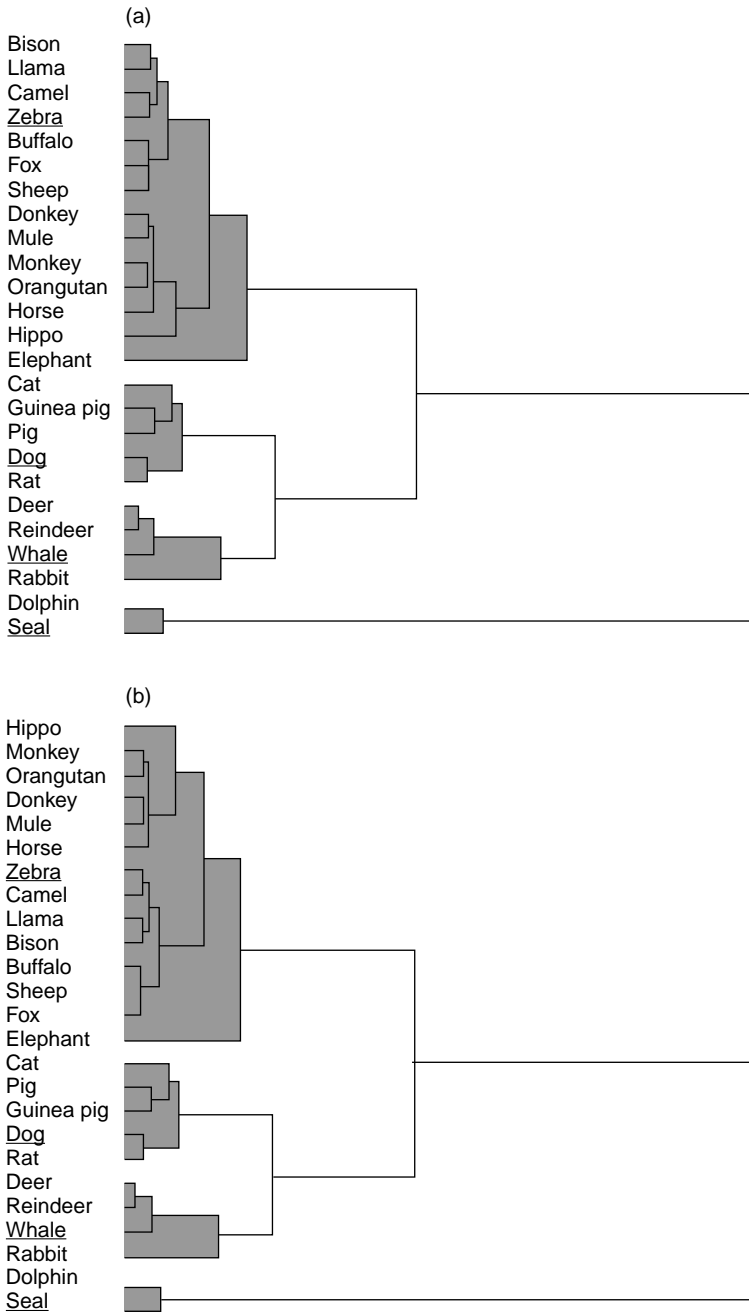 (a)
Bison
Llama
Camel
Zebra
Buffalo
Fox
Sheep
Donkey
Mule
Monkey
Orangutan
Horse
Hippo
Elephant
Cat
Guinea pig
Pig
Dog
Rat
Deer
Reindeer
Whale
Rabbit
Dolphin
Seal
(b)
Hippo
Monkey
Orangutan
Donkey
Mule
Horse
Zebra
Camel
Llama
Bison
Buffalo
Sheep
Fox
Elephant
Cat
Pig
Guinea pig
Dog
Rat
Deer
Reindeer
Whale
Rabbit
Dolphin
Seal